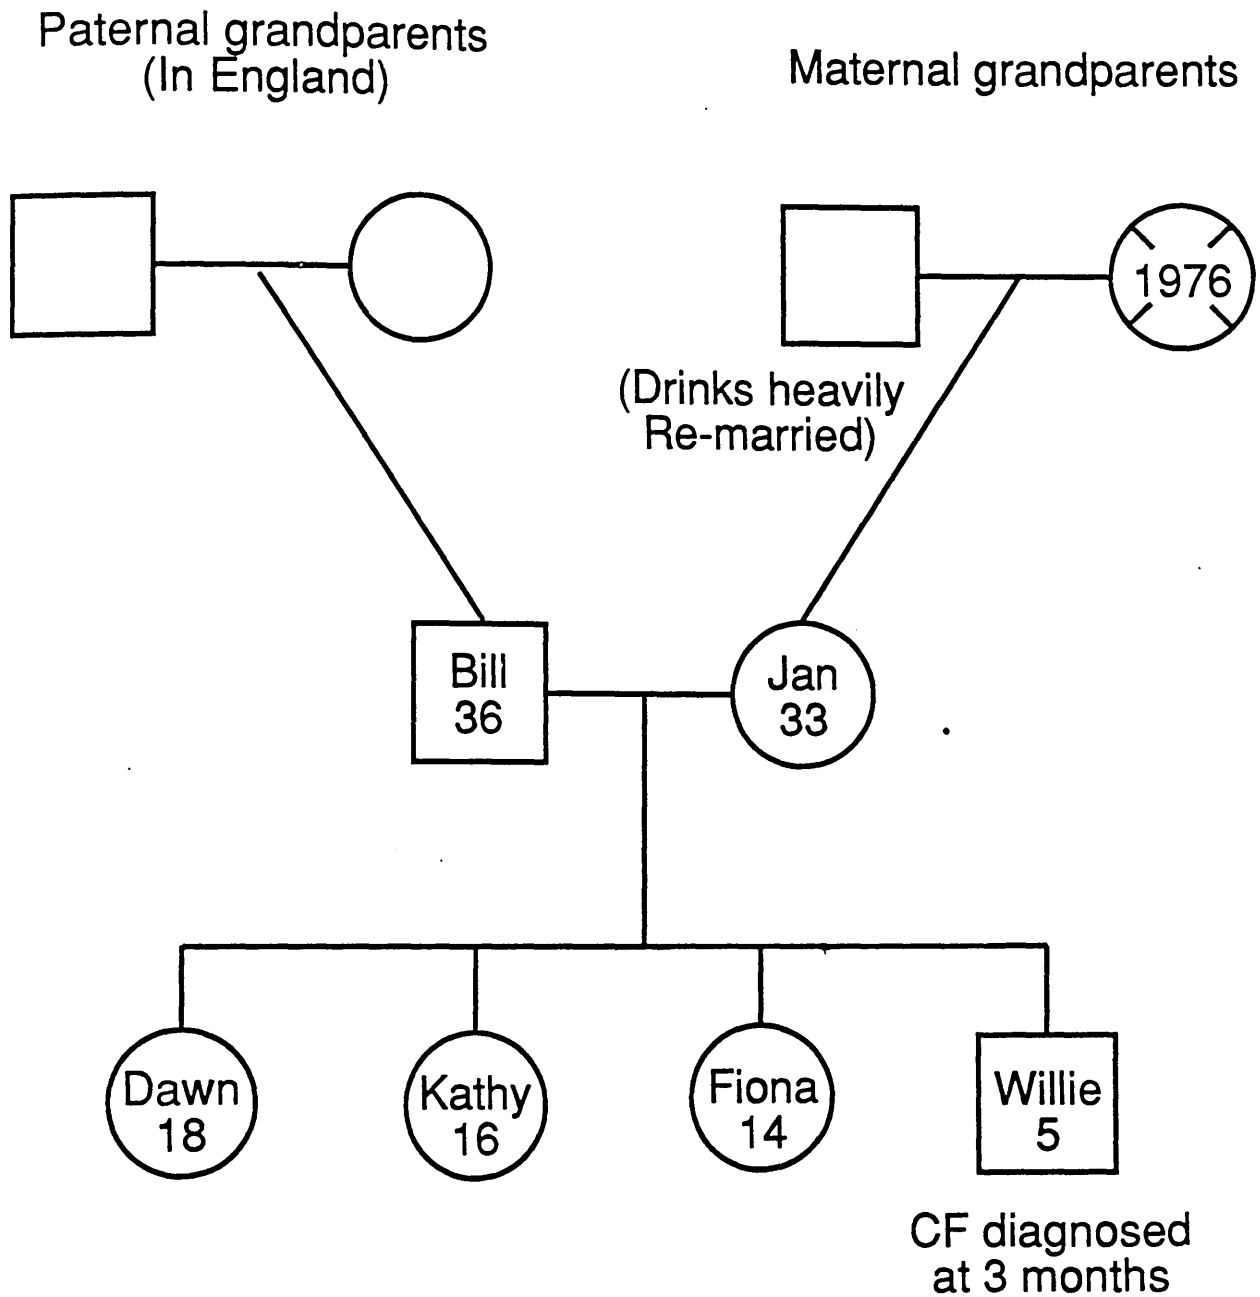 Paternal grandparents
(In England)
Maternal grandparents
1976
(Drinks heavily
Re-married)
Bill
36
Jan
33
Dawn
18
Kathy
16
Fiona
14
Willie
5
CF diagnosed
at 3 months